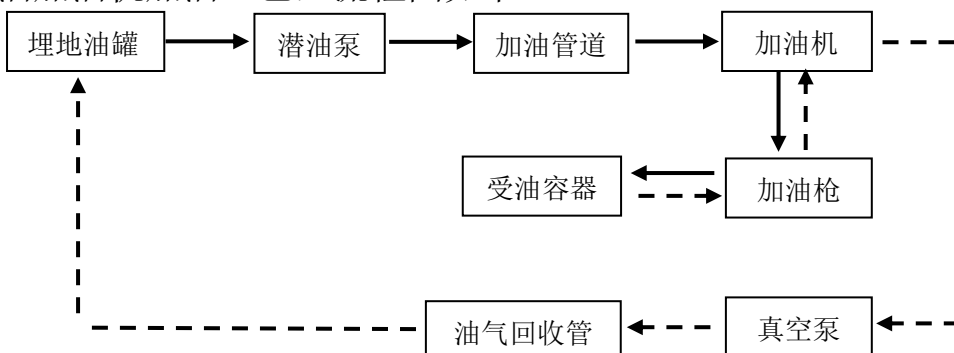 埋地油罐
潜油泵
加油管道
加油机
受油容器
加油枪
油气回收管
真空泵